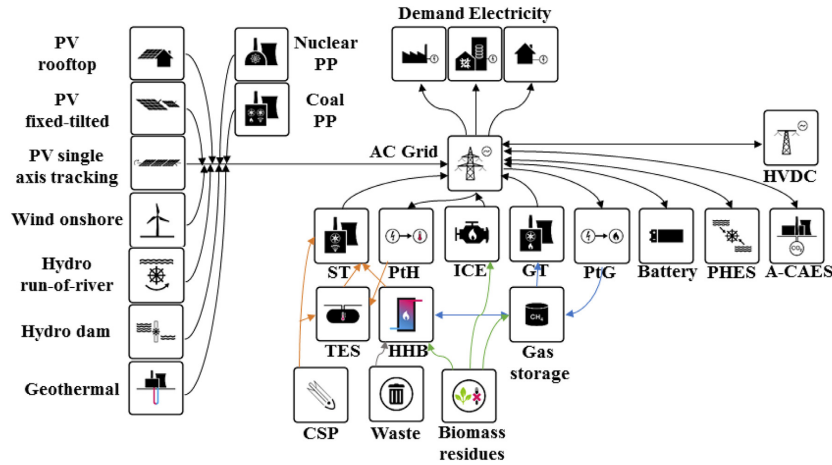 Demand Electricity
PV
rooftop
Nuclear
PP
PV
fixed-tilted
Coal
PP
PV single
axis tracking
AC Grid
HVDC
Wind onshore
Hydro
run-of-river
ST
PtH
ICE
GT
PtG
Battery
PHES
A-CAES
Hydro dam
TES
HHB
CH₄
Gas
storage
Geothermal
CSP
Waste
Biomass
residues
CO₂